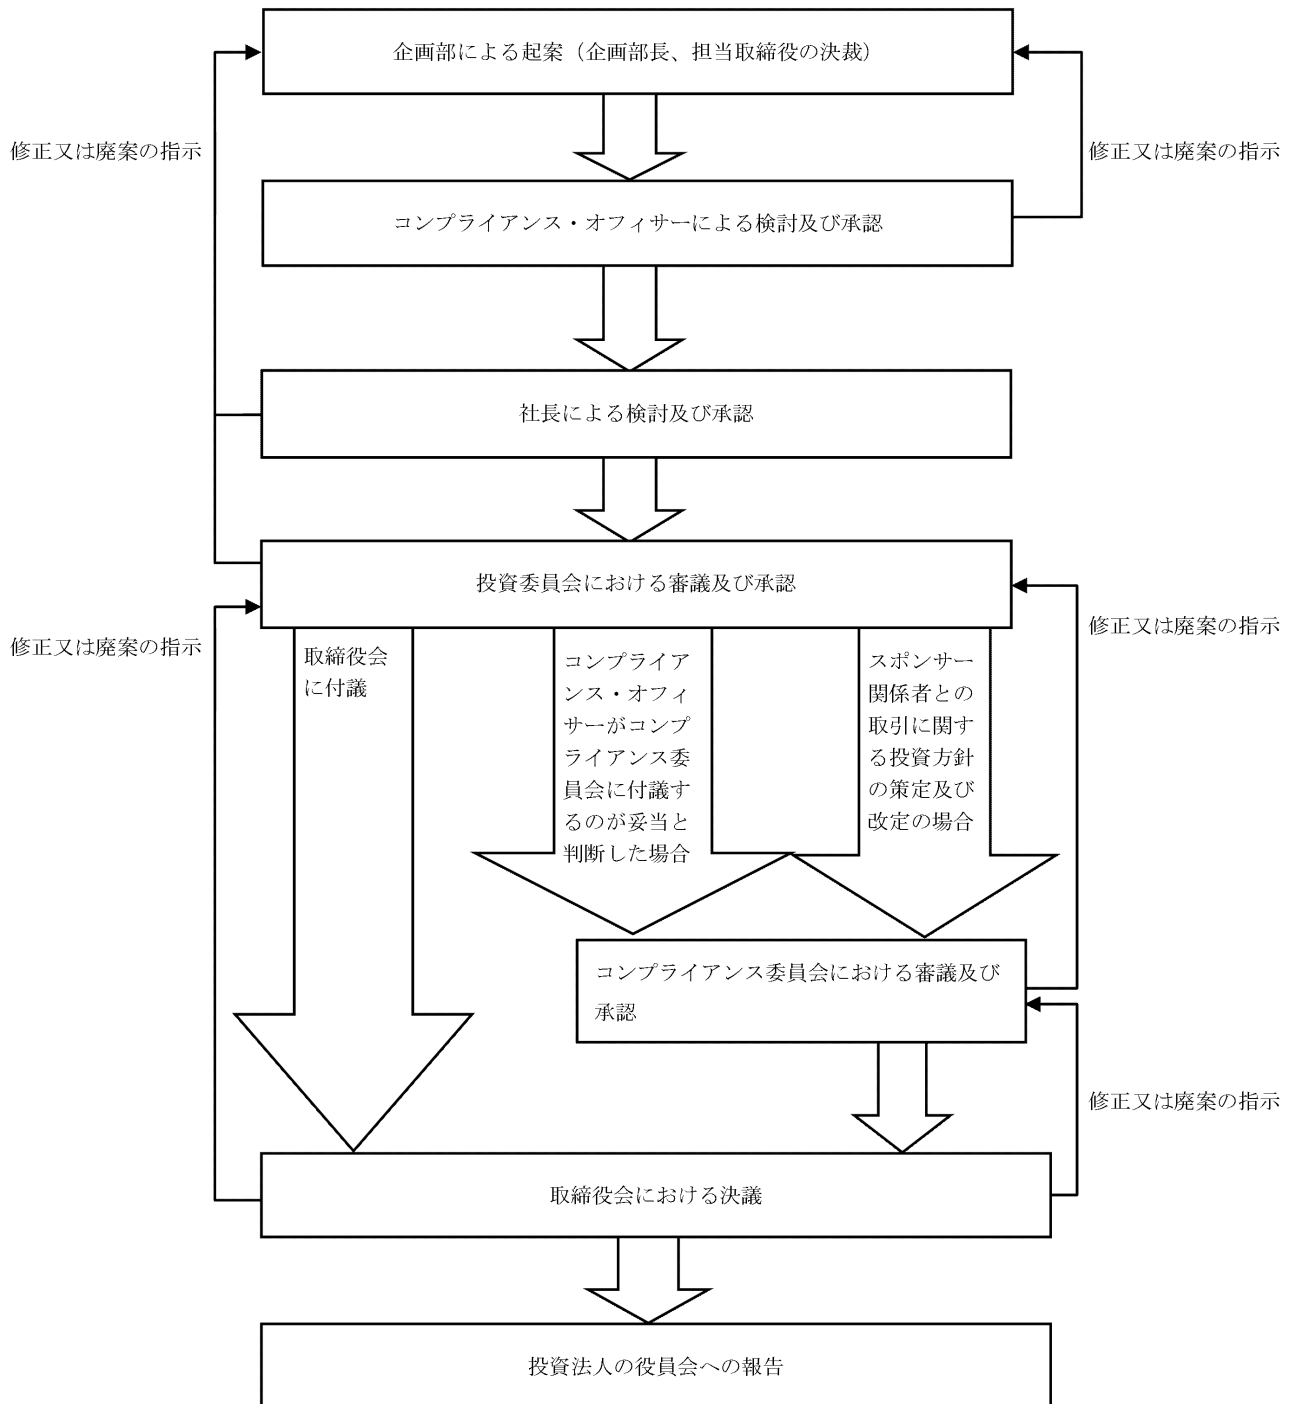 企画部による起案（企画部長、担当取締役の決裁）
修正又は廃案の指示
修正又は廃案の指示
コンプライアンス・オフィサーによる検討及び承認
社長による検討及び承認
投資委員会における審議及び承認
修正又は廃案の指示
修正又は廃案の指示
取締役会
に付議
コンプライア
ンス・オフィ
サーがコンプ
ライアンス委
員会に付議す
るのが妥当と
判断した場合
スポンサー
関係者との
取引に関す
る投資方針
の策定及び
改定の場合
コンプライアンス委員会における審議及び
承認
修正又は廃案の指示
取締役会における決議
投資法人の役員会への報告